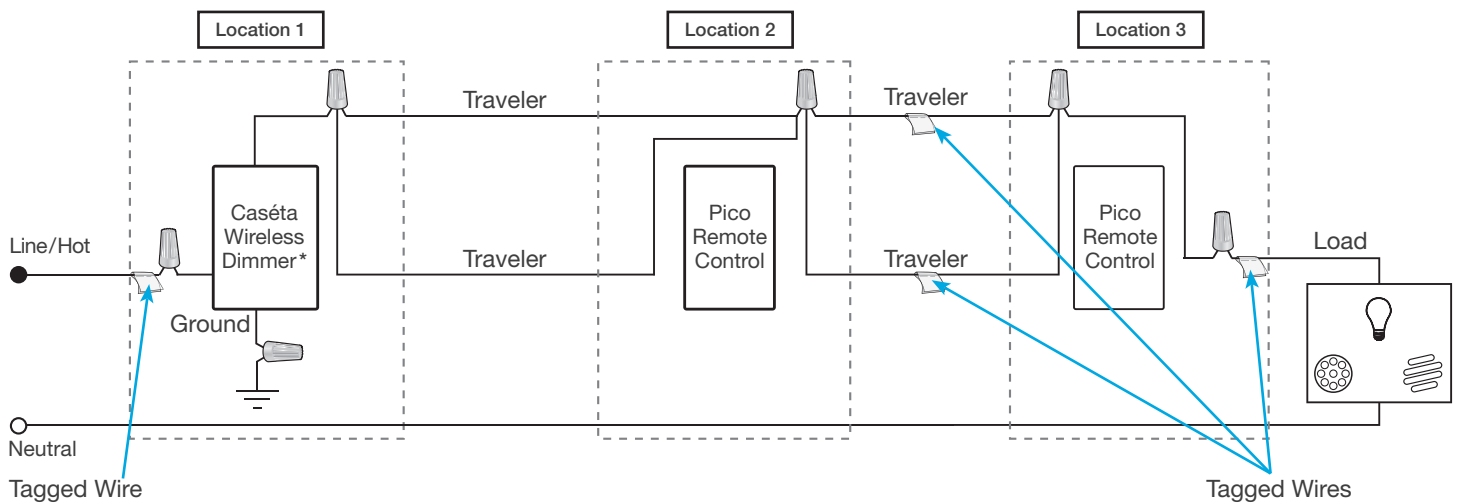 Location 1
Location 2
Location 3
Traveler
Traveler
Caséta
Wireless
Dimmer*
Pico
Remote
Control
Pico
Remote
Control
Line/Hot
Traveler
Traveler
Load
Ground
Neutral
Tagged Wire
Tagged Wires